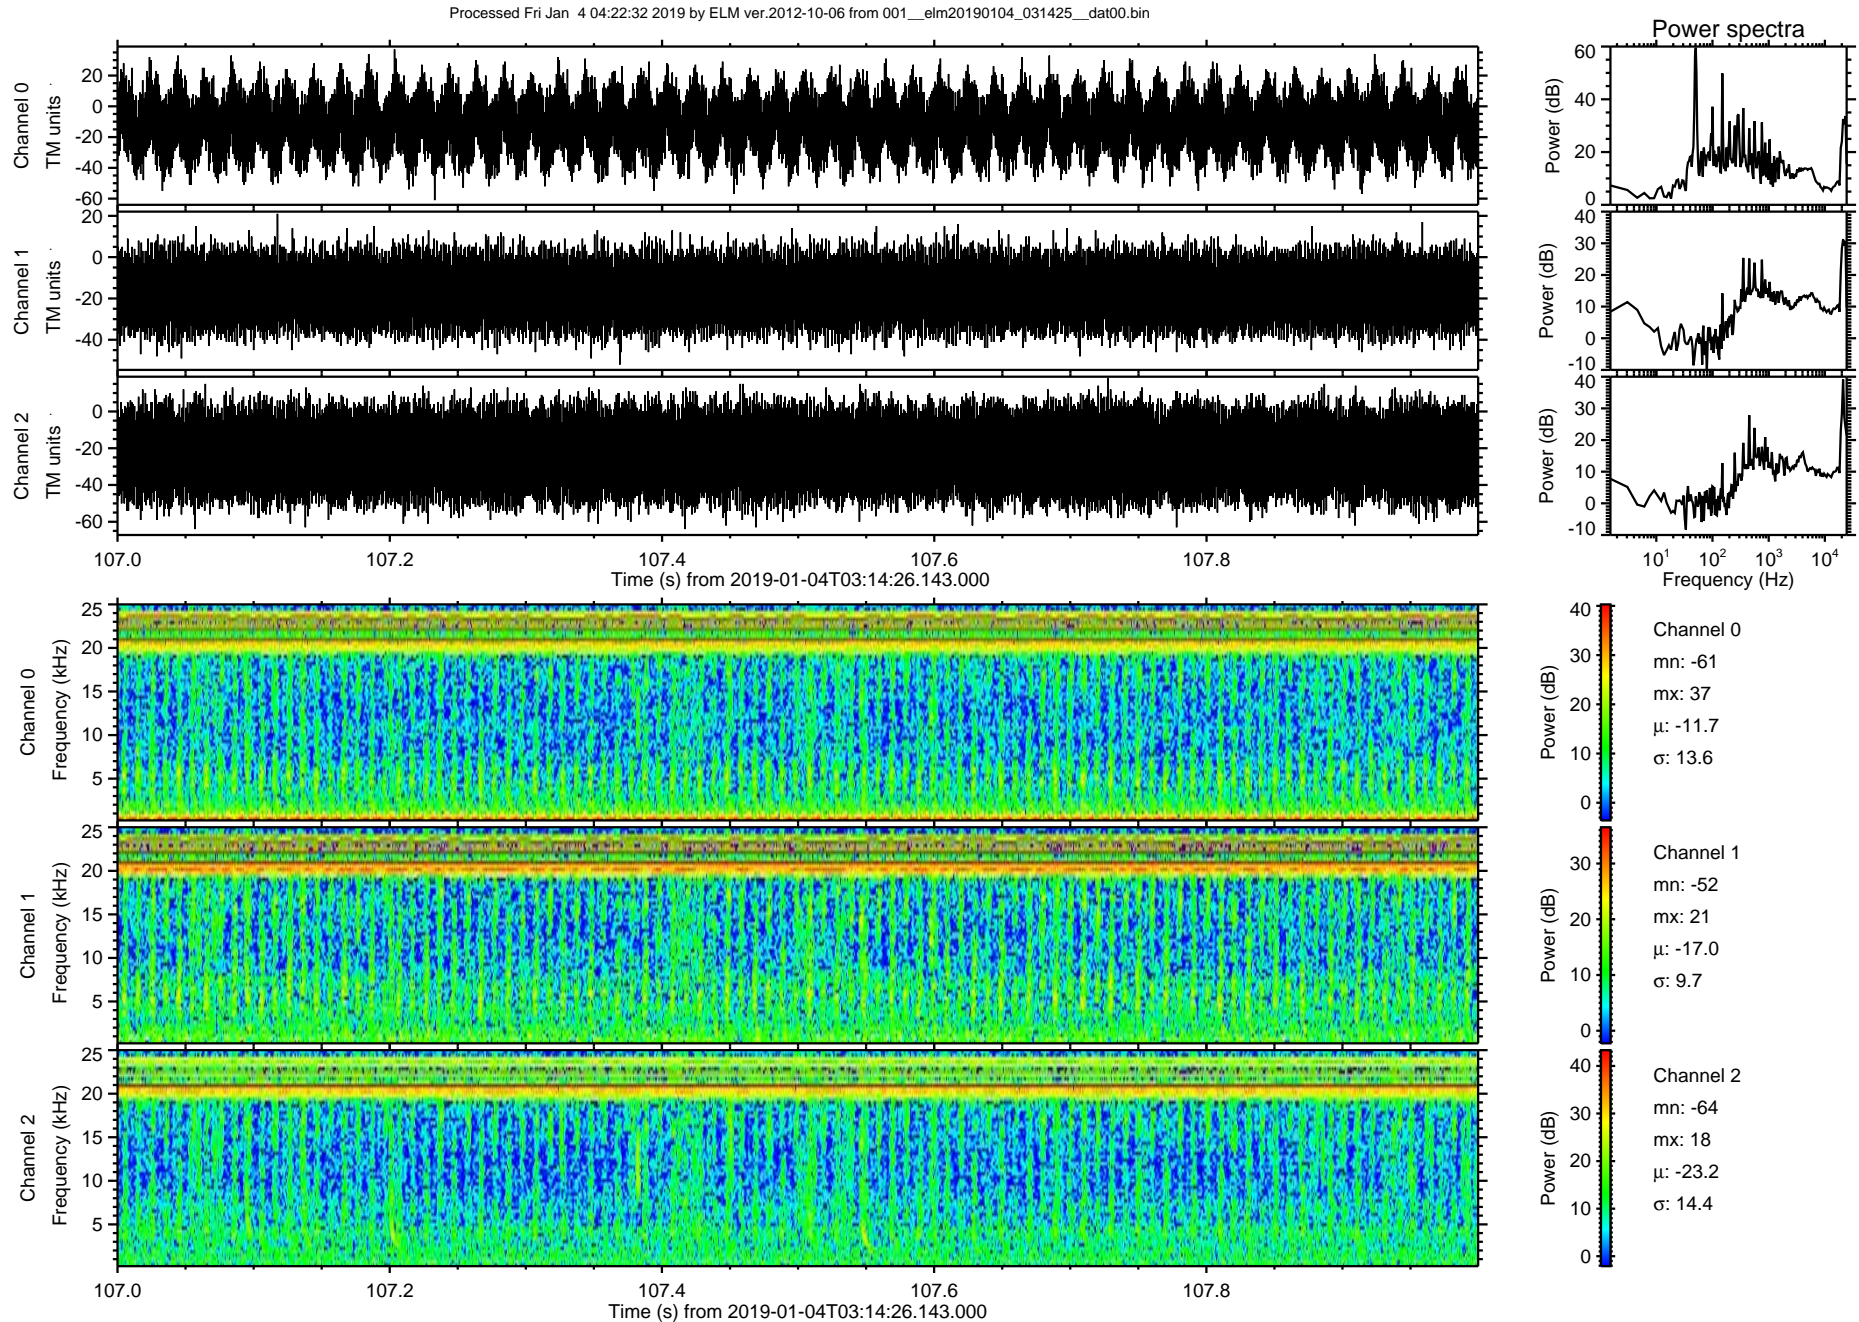 Processed Fri Jan  4 04:22:32 2019 by ELM ver.2012-10-06 from 001__elm20190104_031425__dat00.bin
Power spectra
Channel 0
TM units
20
0
-20
-40
-60
Power (dB)
60
40
20
0
Channel 1
TM units
20
0
-20
-40
Power (dB)
40
30
20
10
0
-10
Channel 2
TM units
0
-20
-40
-60
Power (dB)
40
30
20
10
0
-10
107.0 107.2 107.4 107.6 107.8
Time (s) from 2019-01-04T03:14:26.143.000
10¹ 10² 10³ 10⁴
Frequency (Hz)
Channel 0
Frequency (kHz)
25
20
15
10
5
Power (dB)
40
30
20
10
0
Channel 0
mn: -61
mx: 37
μ: -11.7
σ: 13.6
Channel 1
Frequency (kHz)
25
20
15
10
5
Power (dB)
30
20
10
0
Channel 1
mn: -52
mx: 21
μ: -17.0
σ: 9.7
Channel 2
Frequency (kHz)
25
20
15
10
5
Power (dB)
40
30
20
10
0
Channel 2
mn: -64
mx: 18
μ: -23.2
σ: 14.4
107.0 107.2 107.4 107.6 107.8
Time (s) from 2019-01-04T03:14:26.143.000